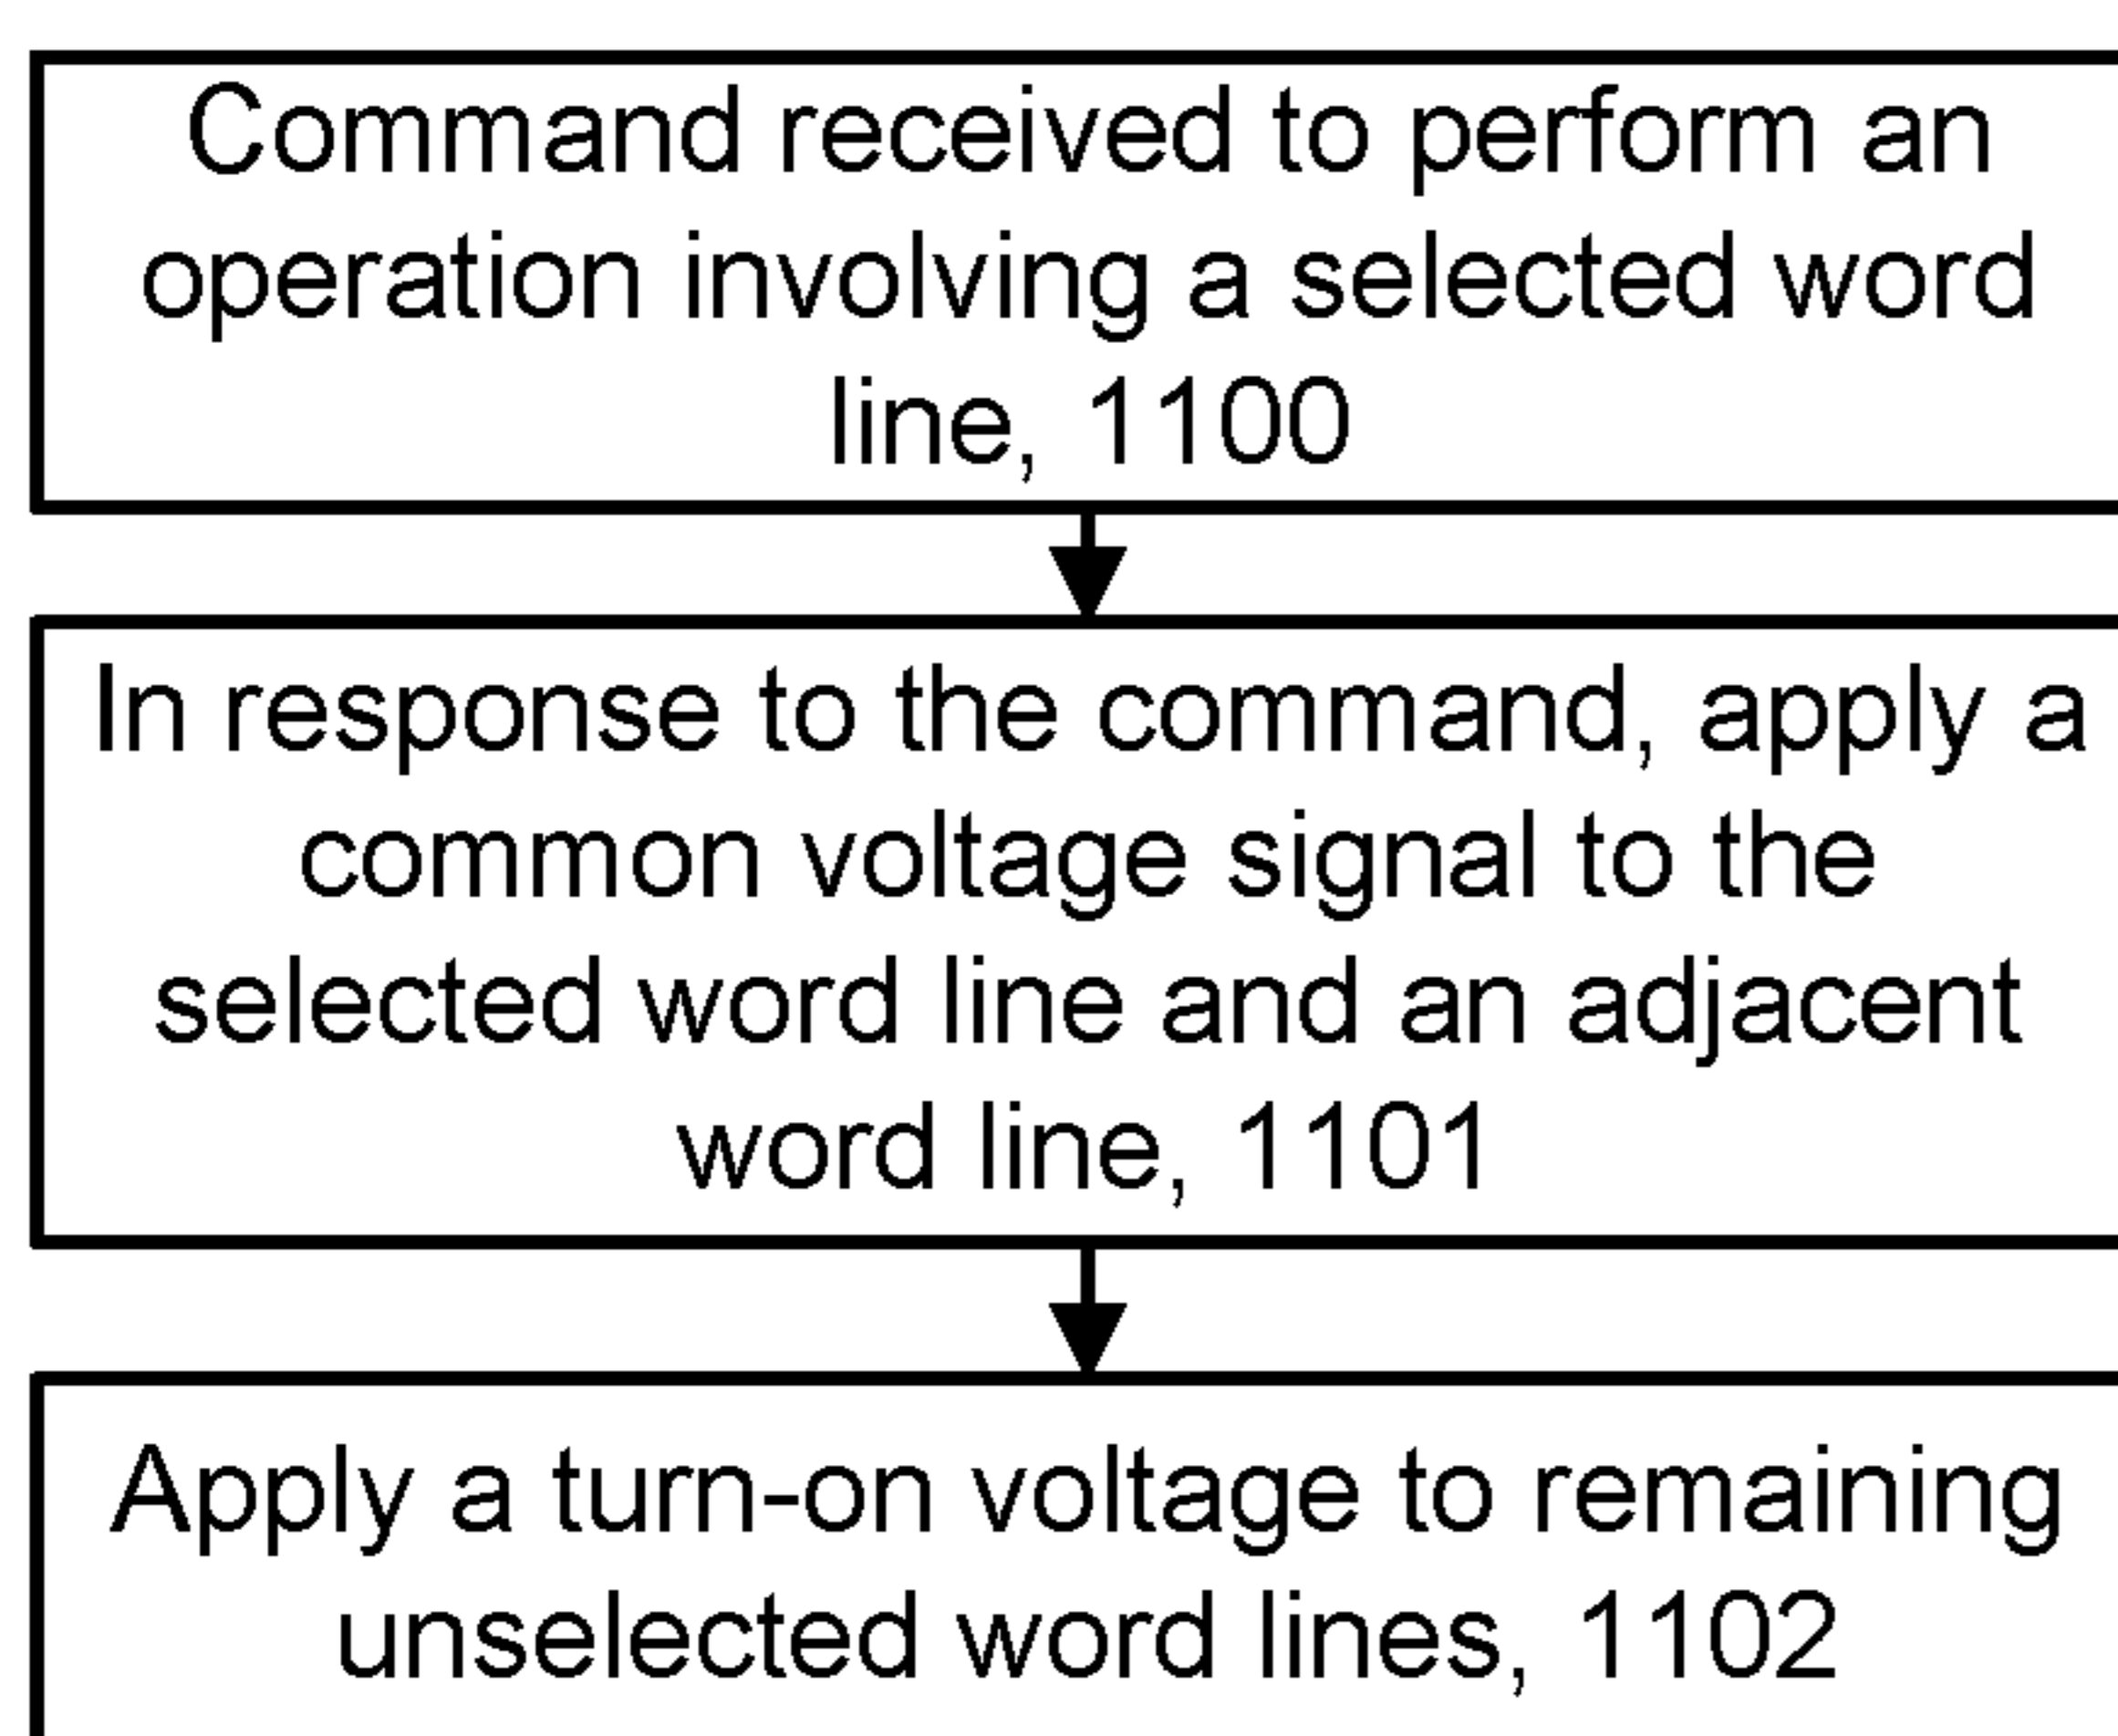 Command received to perform an
operation involving a selected word
line, 1100
In response to the command, apply a
common voltage signal to the
selected word line and an adjacent
word line, 1101
Apply a turn-on voltage to remaining
unselected word lines, 1102